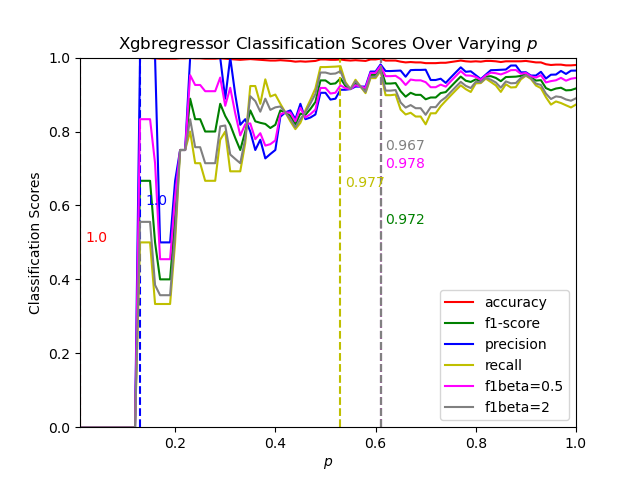 Xgbregressor Classification Scores Over Varying p
Classification Scores
1.0
0.8
0.6
0.4
0.2
0.0
0.2
0.4
0.6
0.8
1.0
p
1.0
1.0
0.977
0.967
0.978
0.972
accuracy
f1-score
precision
recall
f1beta=0.5
f1beta=2